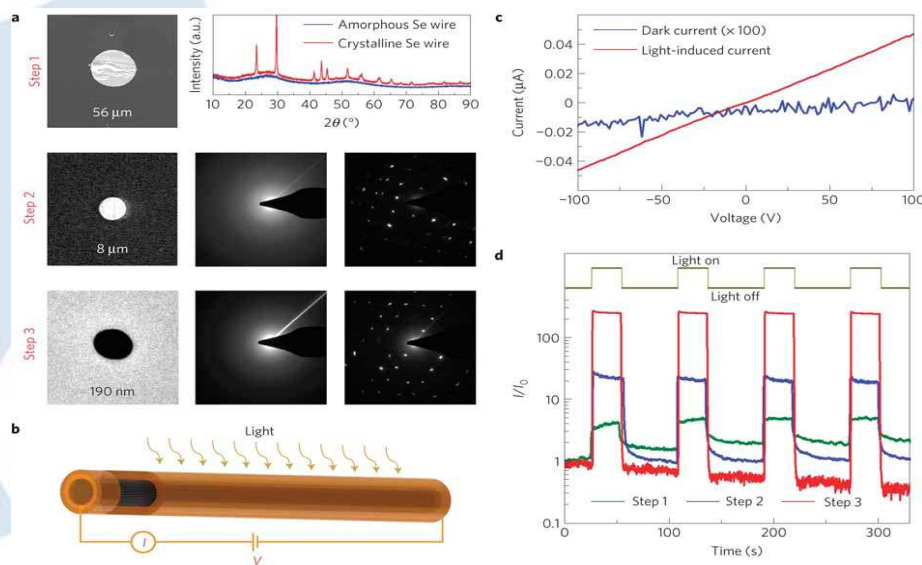 a
Step 1
56 μm
Intensity (a.u.)
Amorphous Se wire
Crystalline Se wire
10 20 30 40 50 60 70 80 90
2θ (°)
Step 2
8 μm
Step 3
190 nm
b
Light
I
V
c
Current (μA)
Dark current (× 100)
Light-induced current
0.04
0.02
0
−0.02
−0.04
−100 −50 0 50 100
Voltage (V)
d
Light on
Light off
I/I0
100
10
1
0.1
Step 1 Step 2 Step 3
0 100 200 300
Time (s)